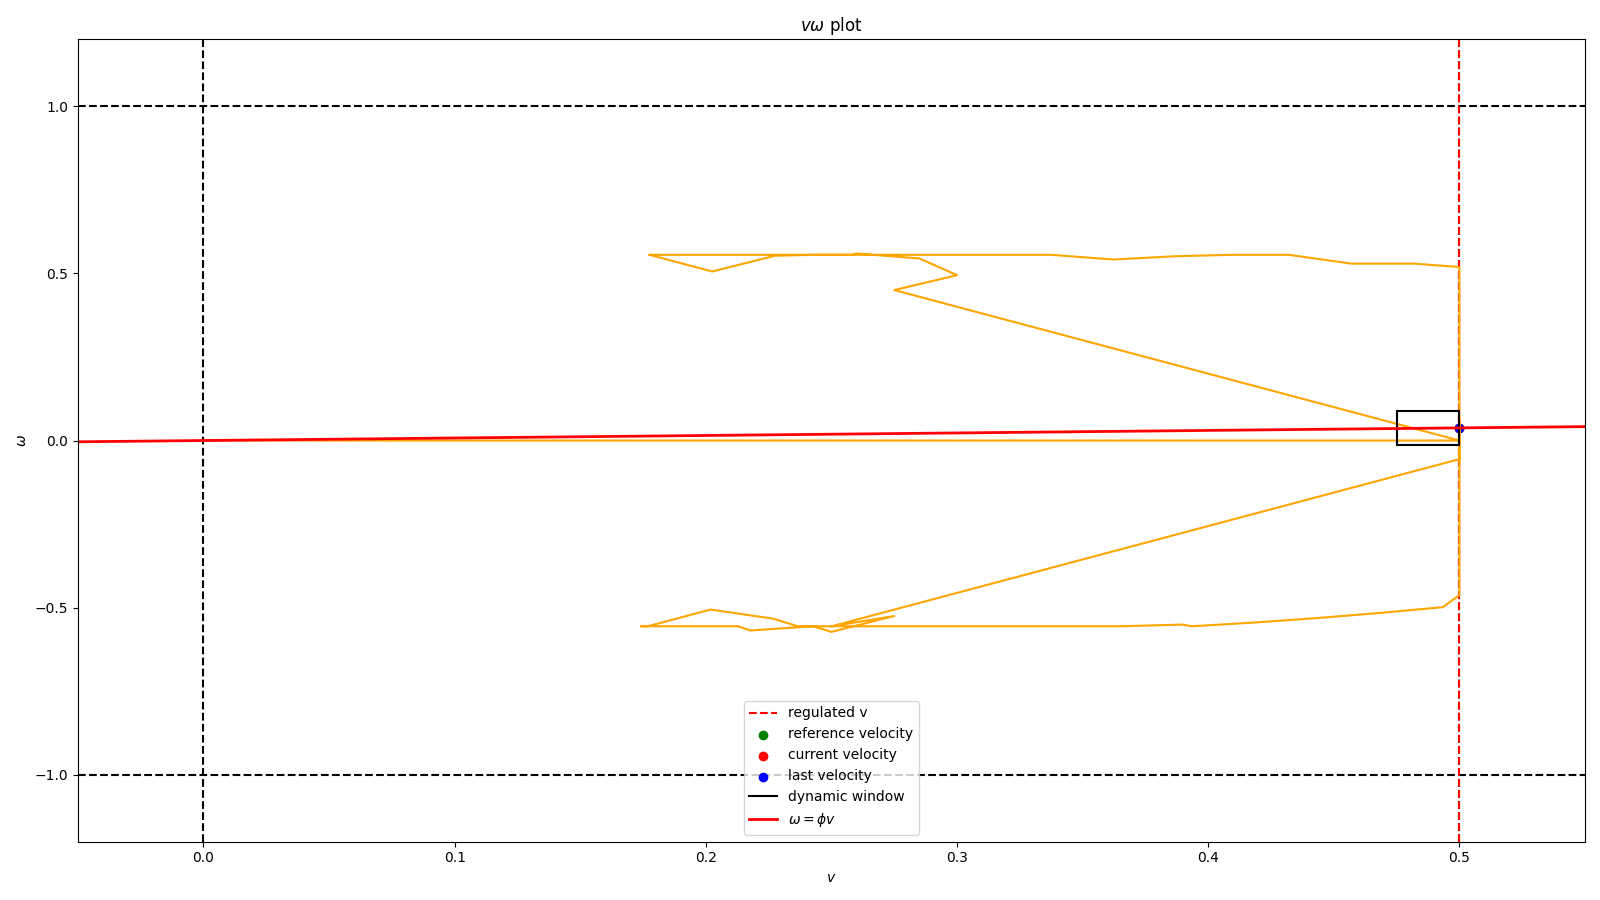 vω plot
1.0
0.5
0.0
−0.5
−1.0
ω
regulated v
reference velocity
current velocity
last velocity
dynamic window
ω = ϕv
0.0 0.1 0.2 0.3 0.4 0.5
v